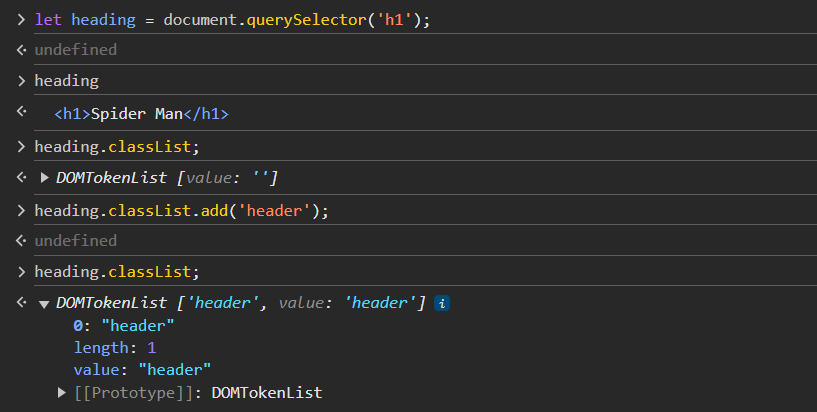 let heading = document.querySelector('h1');
undefined
heading
<h1>Spider Man</h1>
heading.classList;
DOMTokenList [value: '']
heading.classList.add('header');
undefined
heading.classList;
DOMTokenList ['header', value: 'header'] i
0: "header"
length: 1
value: "header"
[[Prototype]]: DOMTokenList